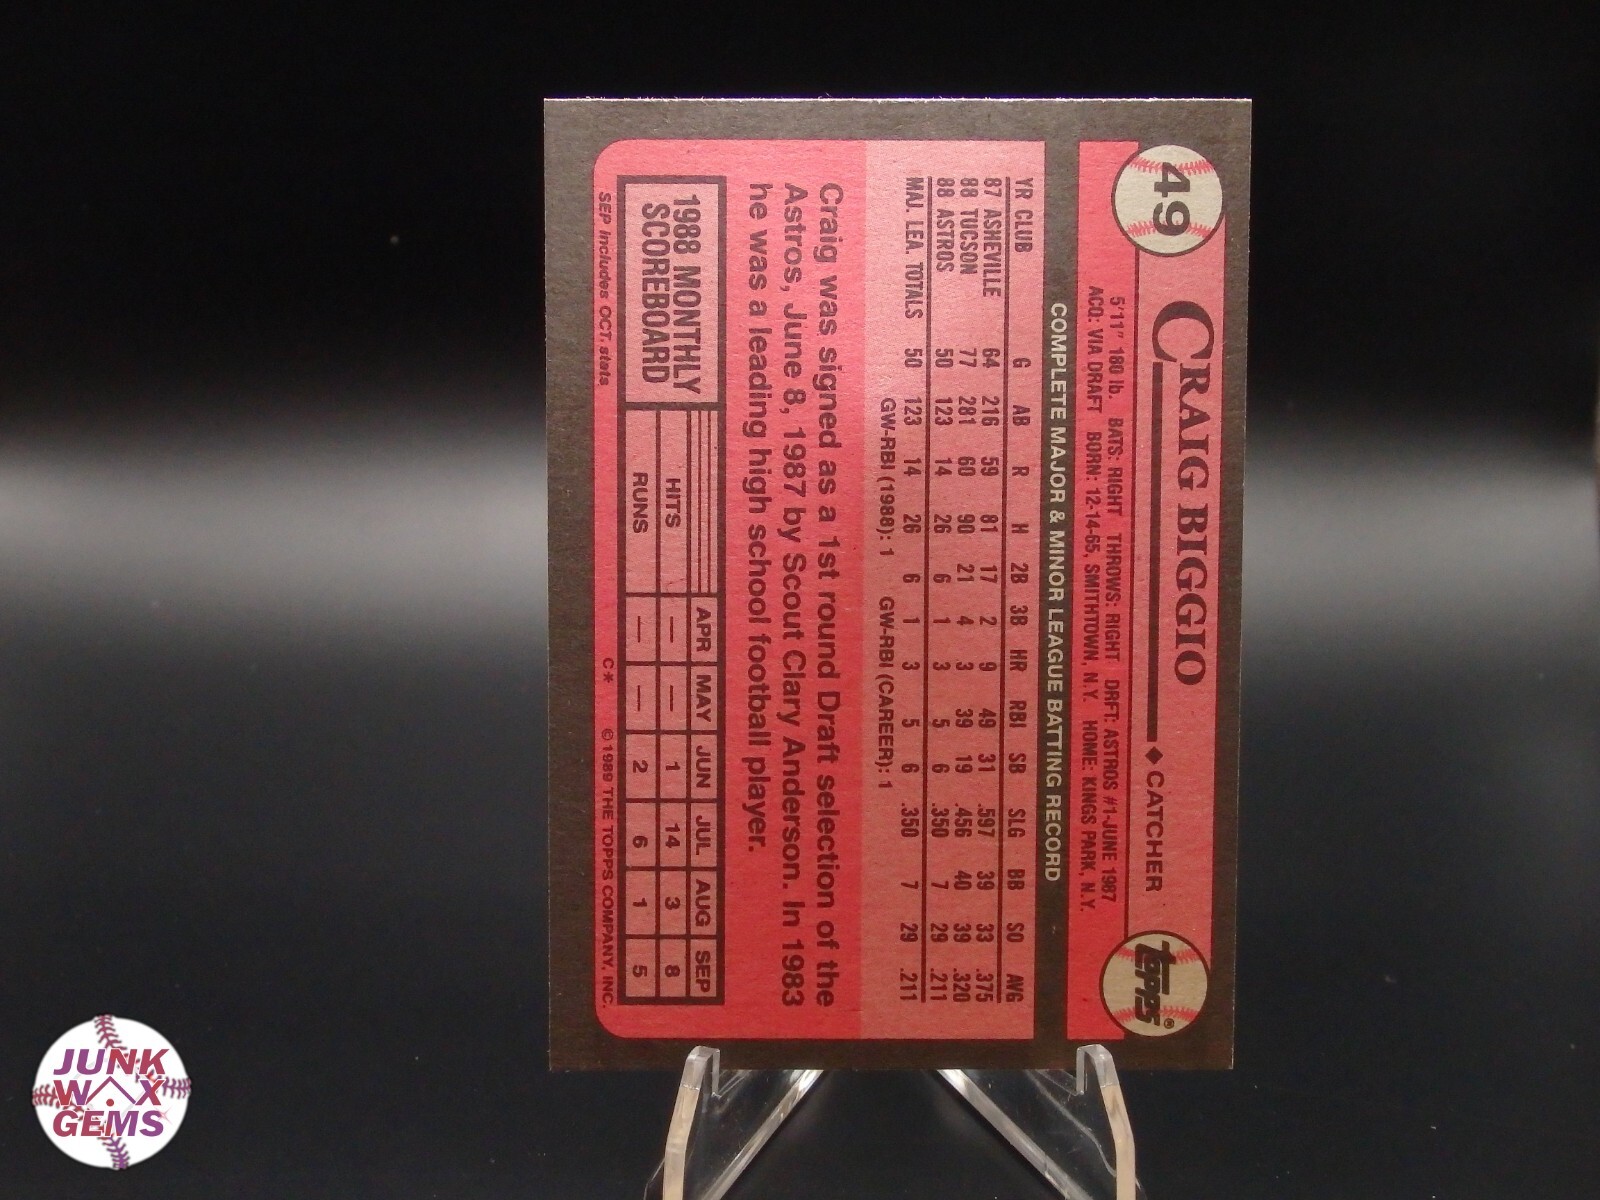 49
CRAIG BIGGIO ♦ CATCHER
topps®
5'11" 180 lb. BATS: RIGHT THROWS: RIGHT DRFT: ASTROS #1-JUNE 1987
ACQ: VIA DRAFT BORN: 12-14-65, SMITHTOWN, N.Y. HOME: KINGS PARK, N.Y.
COMPLETE MAJOR & MINOR LEAGUE BATTING RECORD
YR CLUB G AB R H 2B 3B HR RBI SB SLG BB SO AVG
87 ASHEVILLE 64 216 59 81 17 2 9 49 31 .597 39 33 .375
88 TUCSON 77 281 60 90 21 4 3 39 19 .456 40 39 .320
88 ASTROS 50 123 14 26 6 1 3 5 6 .350 7 29 .211
MAJ. LEA. TOTALS 50 123 14 26 6 1 3 5 6 .350 7 29 .211
GW-RBI (1988): 1 GW-RBI (CAREER): 1
Craig was signed as a 1st round Draft selection of the
Astros, June 8, 1987 by Scout Clary Anderson. In 1983
he was a leading high school football player.
1988 MONTHLY
SCOREBOARD
APR MAY JUN JUL AUG SEP
HITS — — 1 14 3 8
RUNS — — 2 6 1 5
SEP includes OCT. stats C* ©1989 THE TOPPS COMPANY, INC.
JUNK
WAX
GEMS